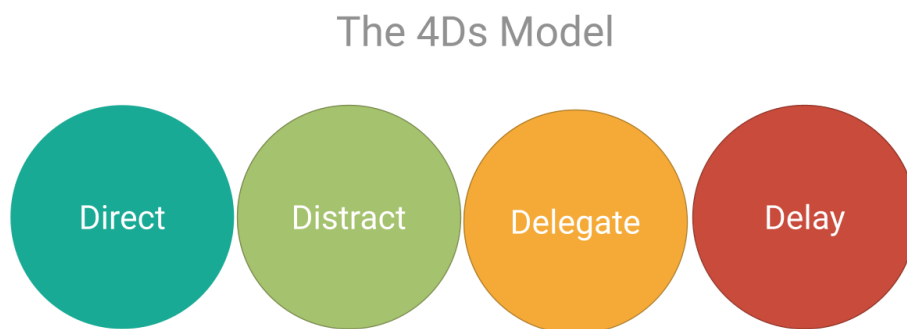 The 4Ds Model
Direct
Distract
Delegate
Delay